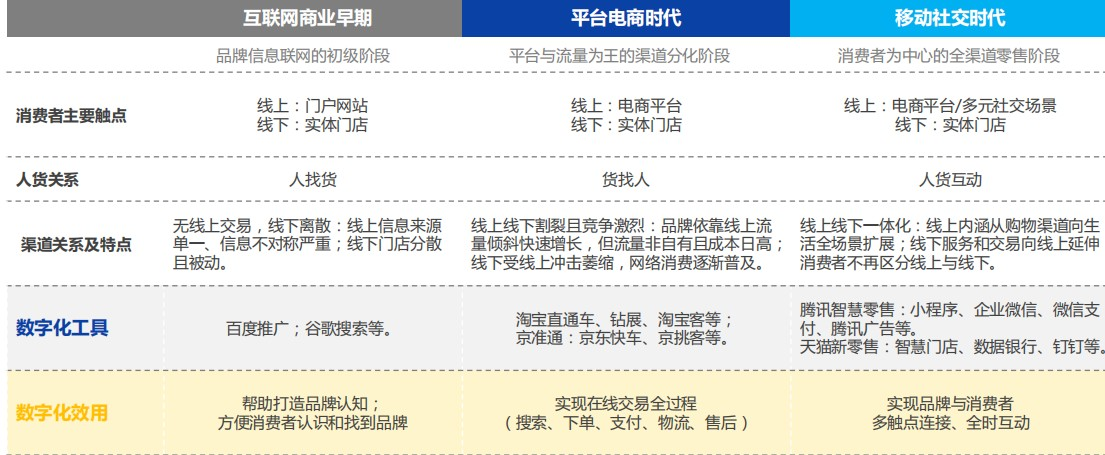 互联网商业早期
平台电商时代
移动社交时代
品牌信息联网的初级阶段
平台与流量为王的渠道分化阶段
消费者为中心的全渠道零售阶段
消费者主要触点
线上：门户网站
线下：实体门店
线上：电商平台
线下：实体门店
线上：电商平台/多元社交场景
线下：实体门店
人货关系
人找货
货找人
人货互动
渠道关系及特点
无线上交易，线下离散：线上信息来源
单一、信息不对称严重；线下门店分散
且被动。
线上线下割裂且竞争激烈：品牌依靠线上流
量倾斜快速增长，但流量非自有且成本日高；
线下受线上冲击萎缩，网络消费逐渐普及。
线上线下一体化：线上内涵从购物渠道向生
活全场景扩展；线下服务和交易向线上延伸
消费者不再区分线上与线下。
数字化工具
百度推广；谷歌搜索等。
淘宝直通车、钻展、淘宝客等；
京准通：京东快车、京挑客等。
腾讯智慧零售：小程序、企业微信、微信支
付、腾讯广告等。
天猫新零售：智慧门店、数据银行、钉钉等。
数字化效用
帮助打造品牌认知；
方便消费者认识和找到品牌
实现在线交易全过程
（搜索、下单、支付、物流、售后）
实现品牌与消费者
多触点连接、全时互动